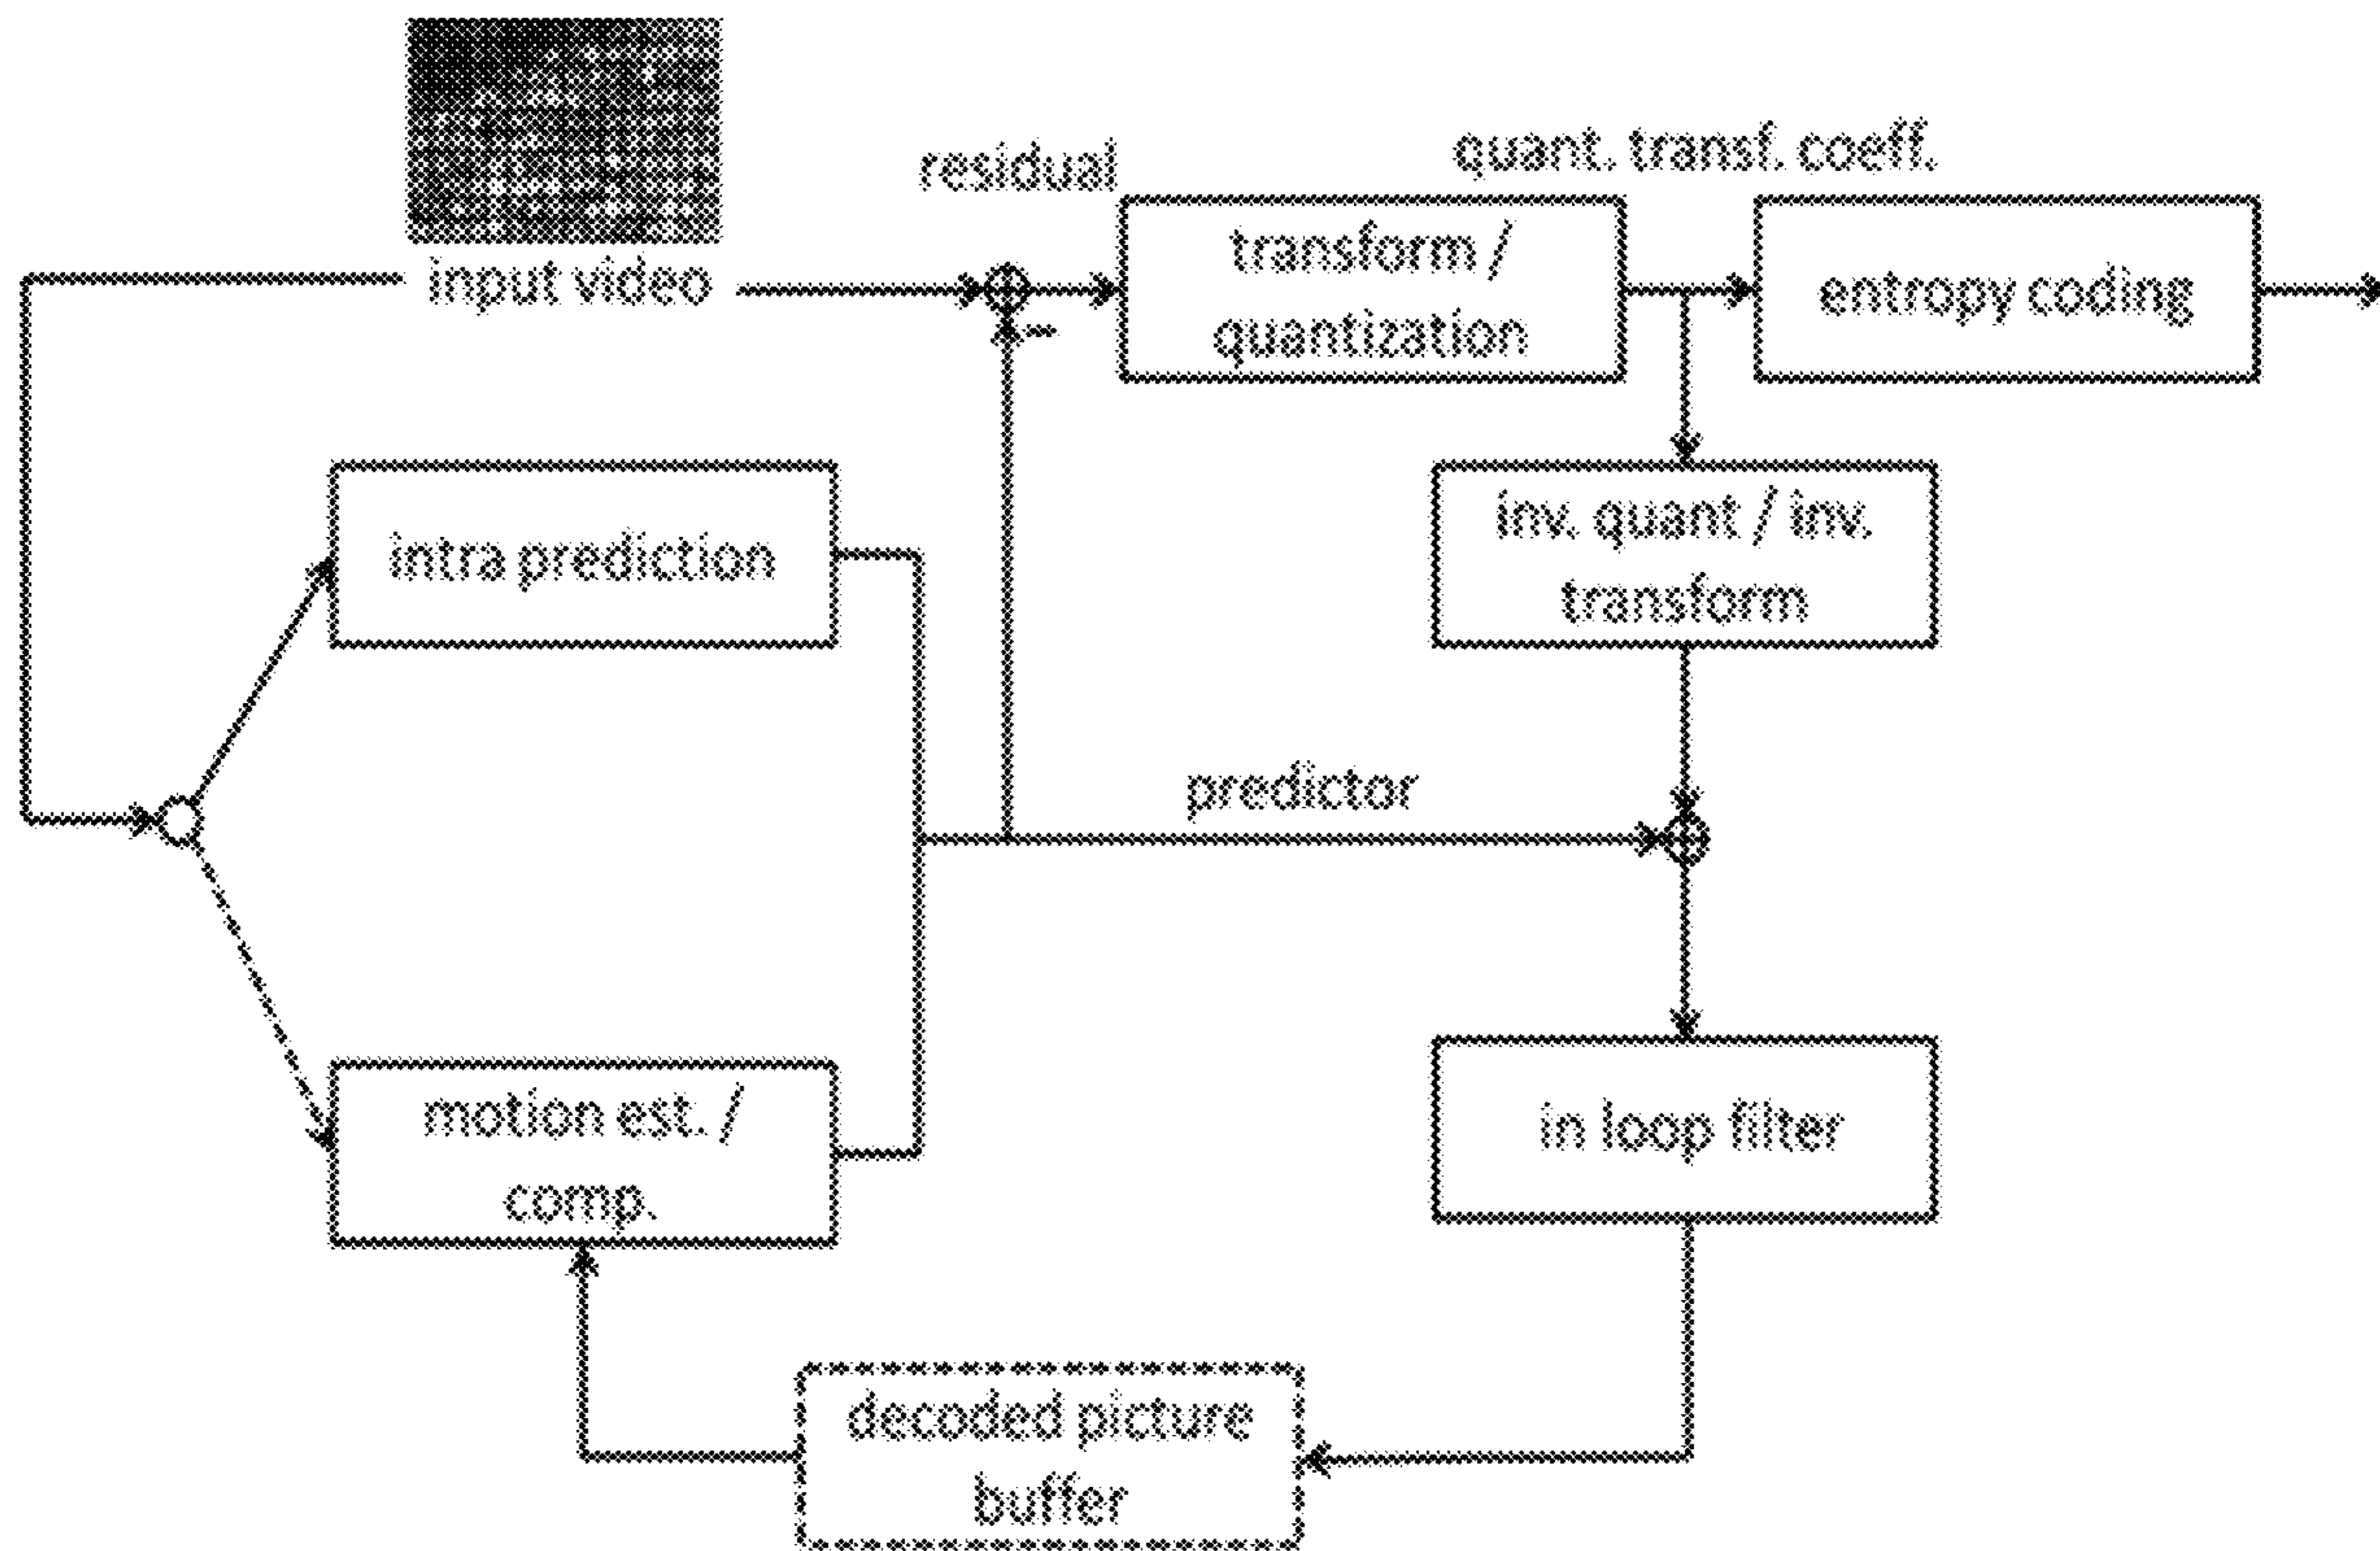 residual
quant. transf. coeff.
input video
transform /
quantization
entropy coding
intra prediction
inv. quant / inv.
transform
predictor
motion est. /
comp.
in loop filter
decoded picture
buffer